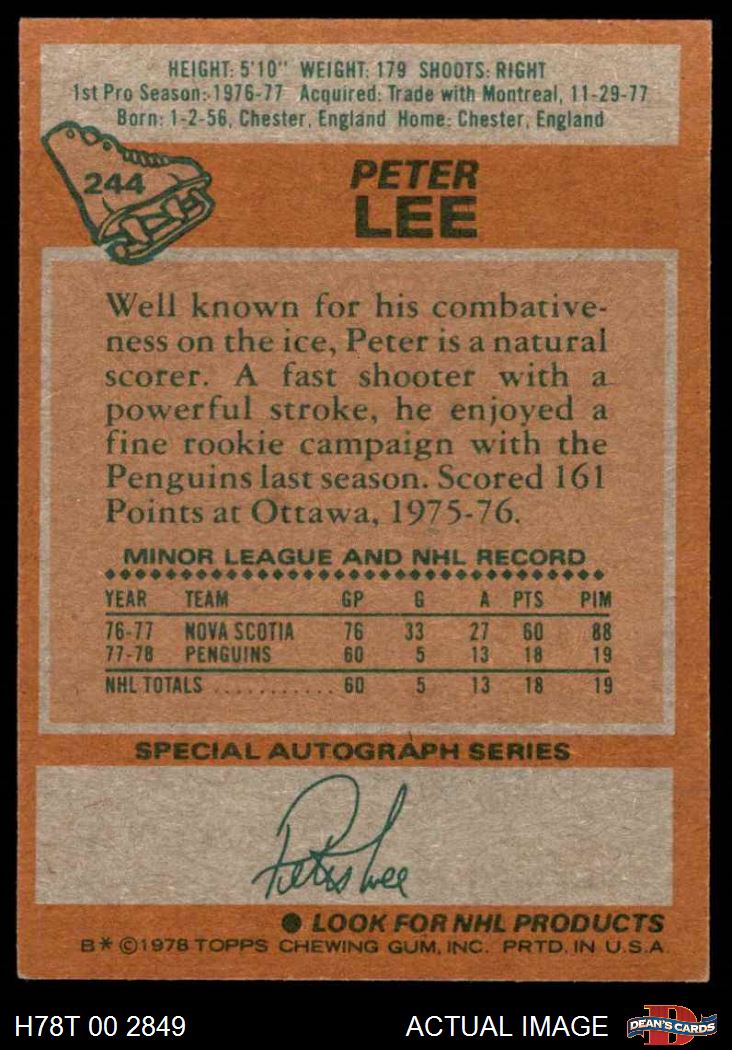 HEIGHT: 5'10" WEIGHT: 179 SHOOTS: RIGHT
1st Pro Season: 1976-77 Acquired: Trade with Montreal, 11-29-77
Born: 1-2-56, Chester, England Home: Chester, England
244
PETER
LEE
Well known for his combative-
ness on the ice, Peter is a natural
scorer. A fast shooter with a
powerful stroke, he enjoyed a
fine rookie campaign with the
Penguins last season. Scored 161
Points at Ottawa, 1975-76.
MINOR LEAGUE AND NHL RECORD
YEAR TEAM GP G A PTS PIM
76-77 NOVA SCOTIA 76 33 27 60 88
77-78 PENGUINS 60 5 13 18 19
NHL TOTALS ........... 60 5 13 18 19
SPECIAL AUTOGRAPH SERIES
Peter Lee
● LOOK FOR NHL PRODUCTS
B* ©1978 TOPPS CHEWING GUM, INC. PRTD. IN U.S.A.
H78T 00 2849 ACTUAL IMAGE
D
DEAN'S CARDS